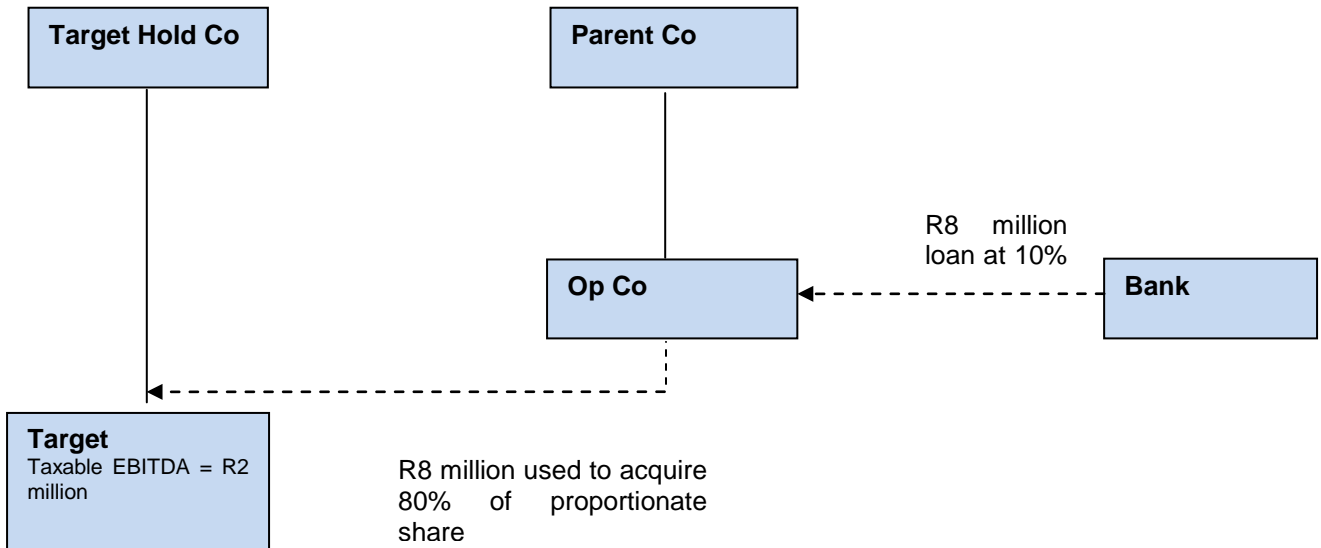 Target Hold Co
Parent Co
R8 million
loan at 10%
Op Co
Bank
Target
Taxable EBITDA = R2
million
R8 million used to acquire
80% of proportionate
share